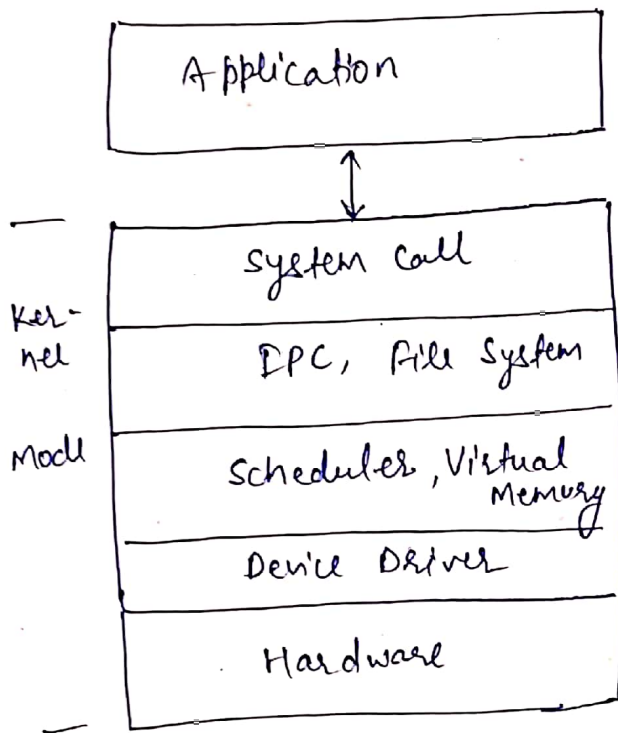 Application
System Call
Ker-
nel
IPC, File System
Mode
Scheduler, Virtual
Memory
Device Driver
Hardware